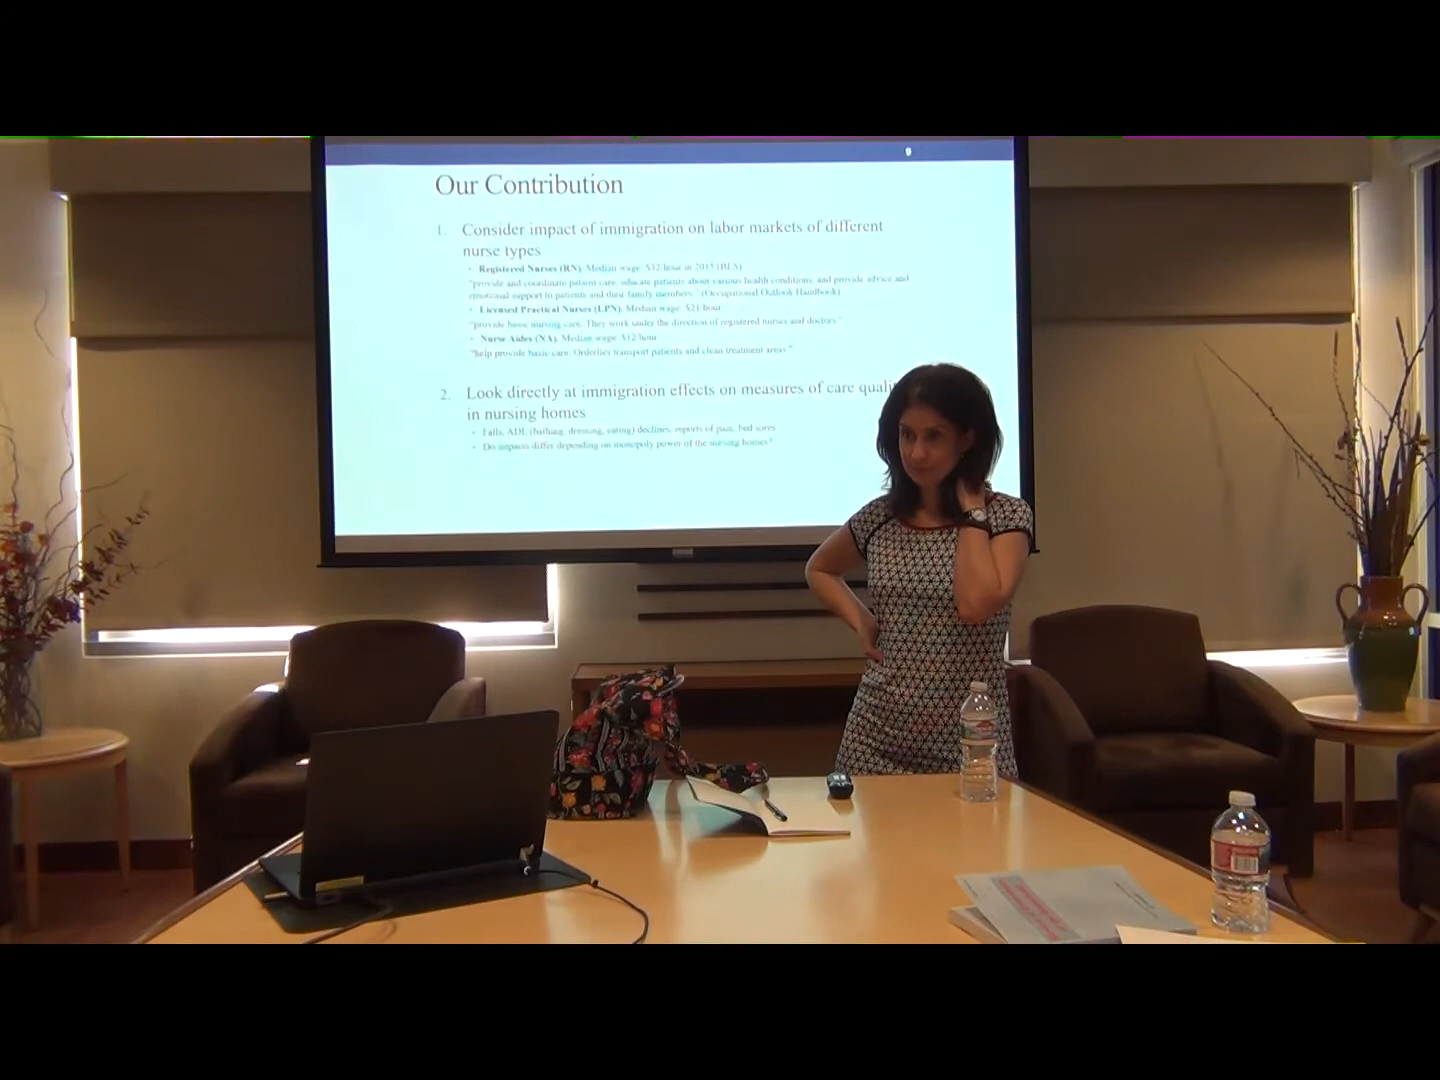 9
Our Contribution
1. Consider impact of immigration on labor markets of different
nurse types
• Registered Nurses (RN). Median wage: $32/hour in 2015 (BLS)
"provide and coordinate patient care, educate patients about various health conditions, and provide advice and
emotional support to patients and their family members." (Occupational Outlook Handbook)
• Licensed Practical Nurses (LPN). Median wage: $21/hour
"provide basic nursing care. They work under the direction of registered nurses and doctors."
• Nurse Aides (NA). Median wage: $12/hour
"help provide basic care. Orderlies transport patients and clean treatment areas."
2. Look directly at immigration effects on measures of care quali
in nursing homes
• Falls, ADL (bathing, dressing, eating) declines, reports of pain, bed sores
• Do impacts differ depending on monopoly power of the nursing homes?